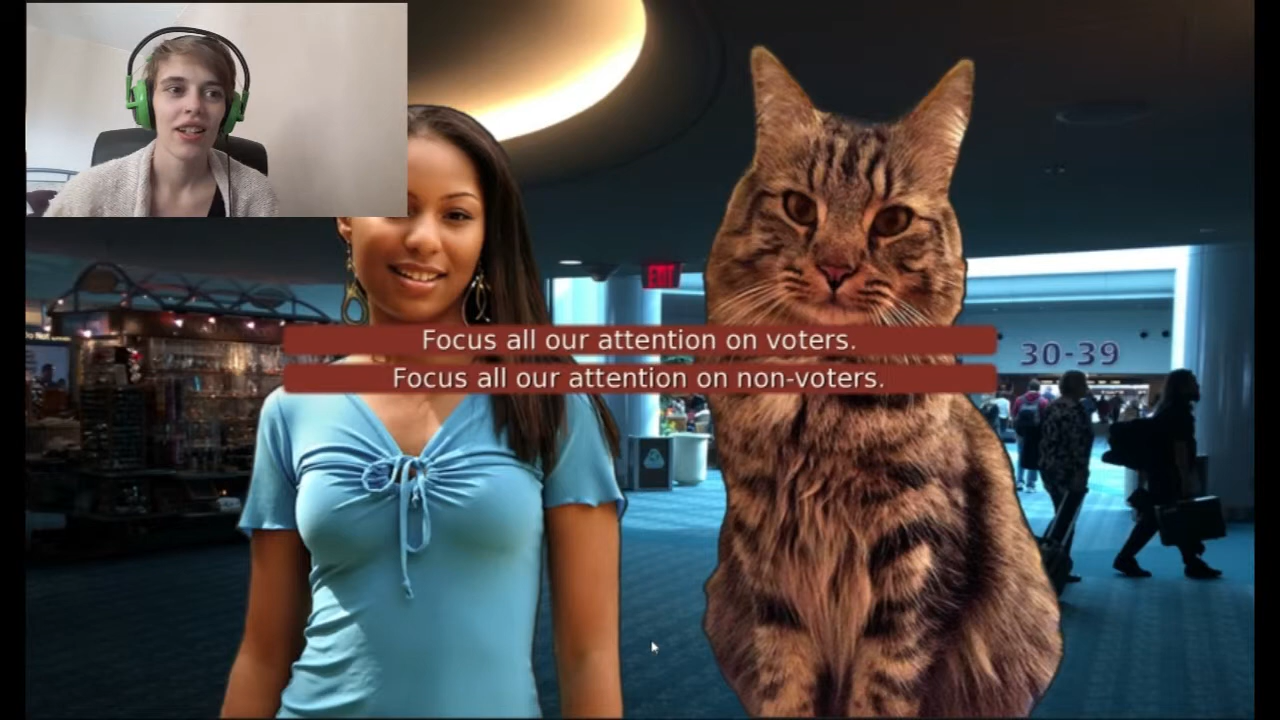 Focus all our attention on voters.
Focus all our attention on non-voters.
EXIT
30-39